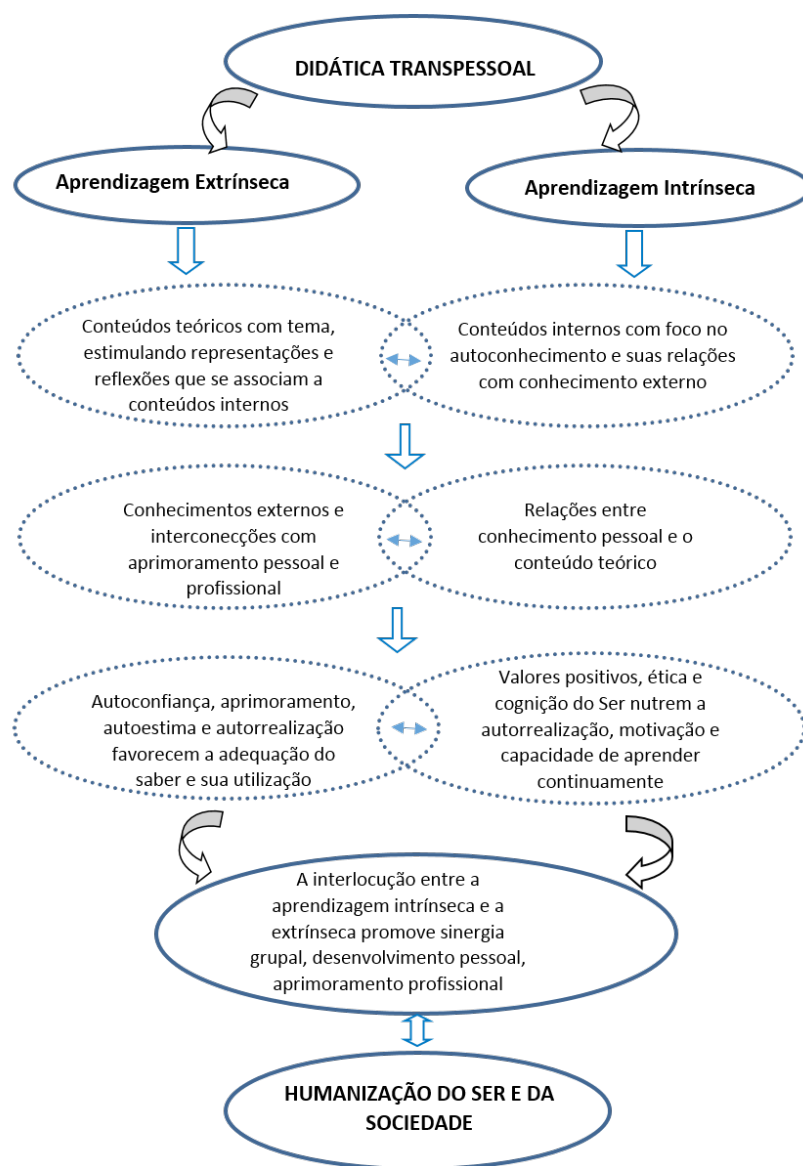 DIDÁTICA TRANSPESSOAL
Aprendizagem Extrínseca
Aprendizagem Intrínseca
Conteúdos teóricos com tema,
estimulando representações e
reflexões que se associam a
conteúdos internos
Conteúdos internos com foco no
autoconhecimento e suas relações
com conhecimento externo
Conhecimentos externos e
interconecções com
aprimoramento pessoal e
profissional
Relações entre
conhecimento pessoal e o
conteúdo teórico
Autoconfiança, aprimoramento,
autoestima e autorrealização
favorecem a adequação do
saber e sua utilização
Valores positivos, ética e
cognição do Ser nutrem a
autorrealização, motivação e
capacidade de aprender
continuamente
A interlocução entre a
aprendizagem intrínseca e a
extrínseca promove sinergia
grupal, desenvolvimento pessoal,
aprimoramento profissional
HUMANIZAÇÃO DO SER E DA
SOCIEDADE